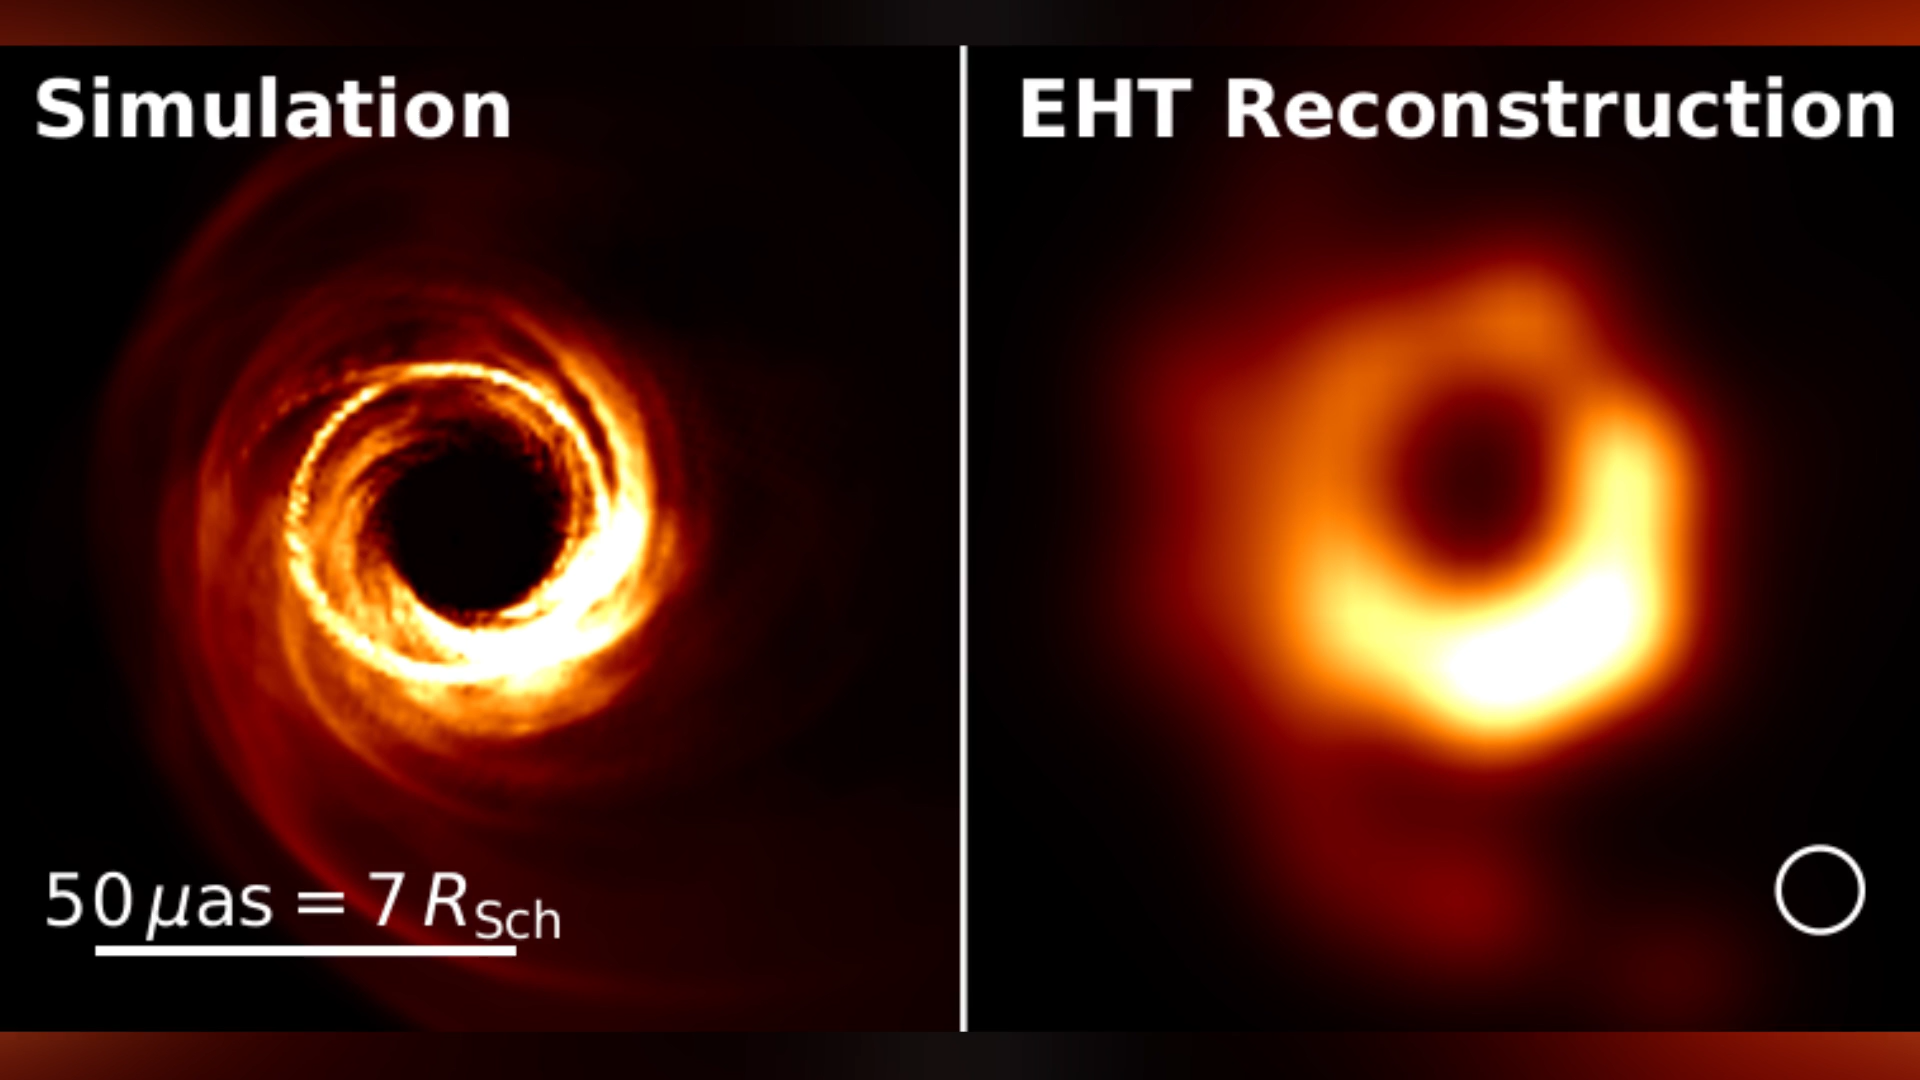 Simulation
EHT Reconstruction
50 μas = 7 R_Sch